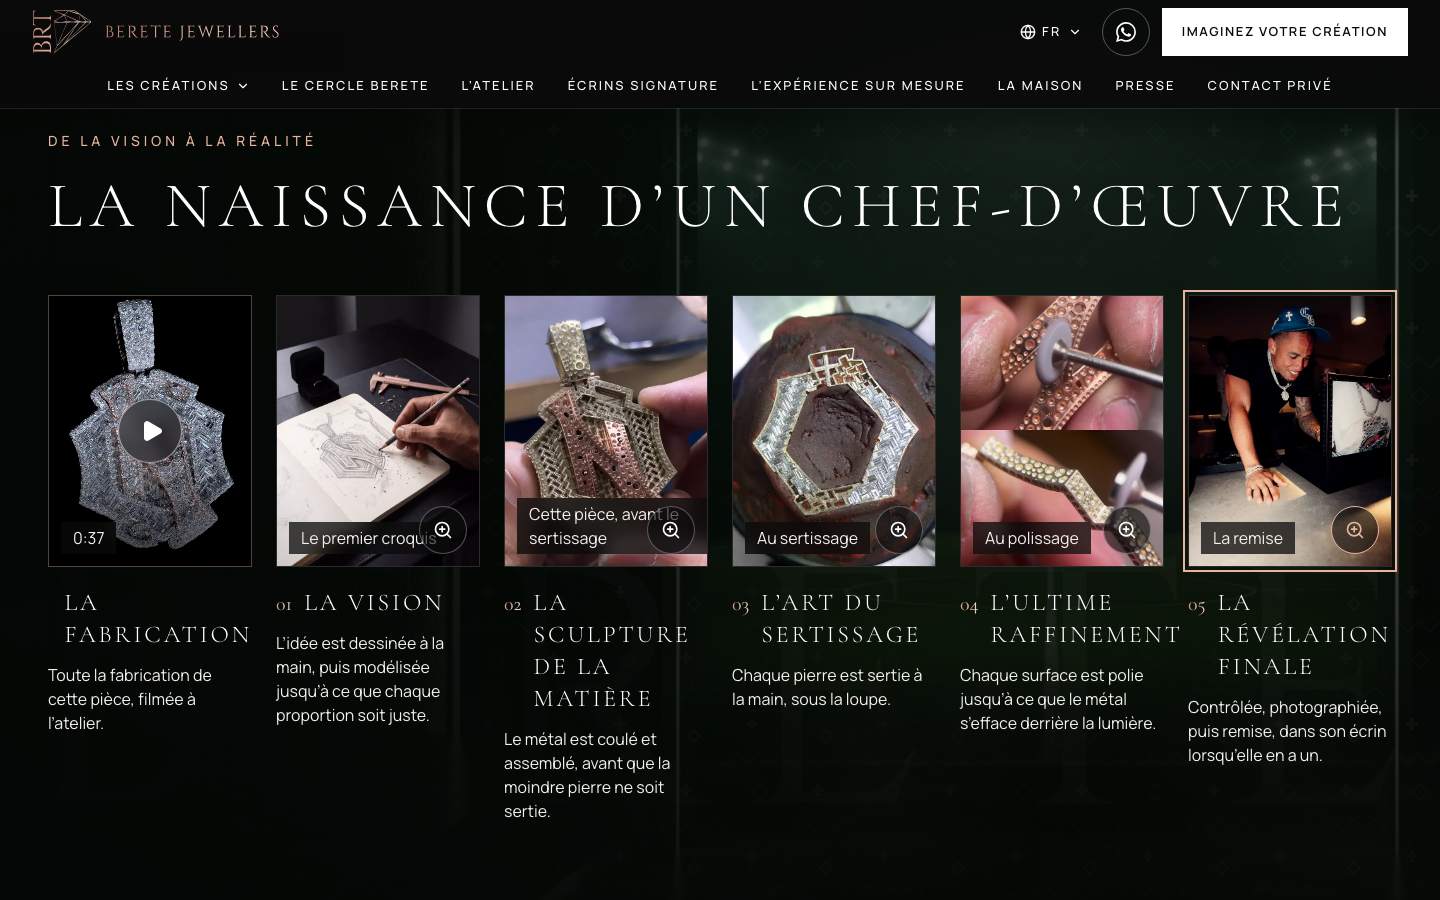 BRT
BERETE JEWELLERS
FR
IMAGINEZ VOTRE CRÉATION
LES CRÉATIONS
LE CERCLE BERETE
L'ATELIER
ÉCRINS SIGNATURE
L'EXPÉRIENCE SUR MESURE
LA MAISON
PRESSE
CONTACT PRIVÉ
DE LA VISION À LA RÉALITÉ
LA NAISSANCE D’UN CHEF-D’ŒUVRE
0:37
Le premier croquis
Cette pièce, avant le
sertissage
Au sertissage
Au polissage
La remise
LA
FABRICATION
Toute la fabrication de
cette pièce, filmée à
l’atelier.
01 LA VISION
L’idée est dessinée à la
main, puis modélisée
jusqu’à ce que chaque
proportion soit juste.
02 LA
SCULPTURE
DE LA
MATIÈRE
Le métal est coulé et
assemblé, avant que la
moindre pierre ne soit
sertie.
03 L’ART DU
SERTISSAGE
Chaque pierre est sertie à
la main, sous la loupe.
04 L’ULTIME
RAFFINEMENT
Chaque surface est polie
jusqu’à ce que le métal
s’efface derrière la lumière.
05 LA
RÉVÉLATION
FINALE
Contrôlée, photographiée,
puis remise, dans son écrin
lorsqu’elle en a un.